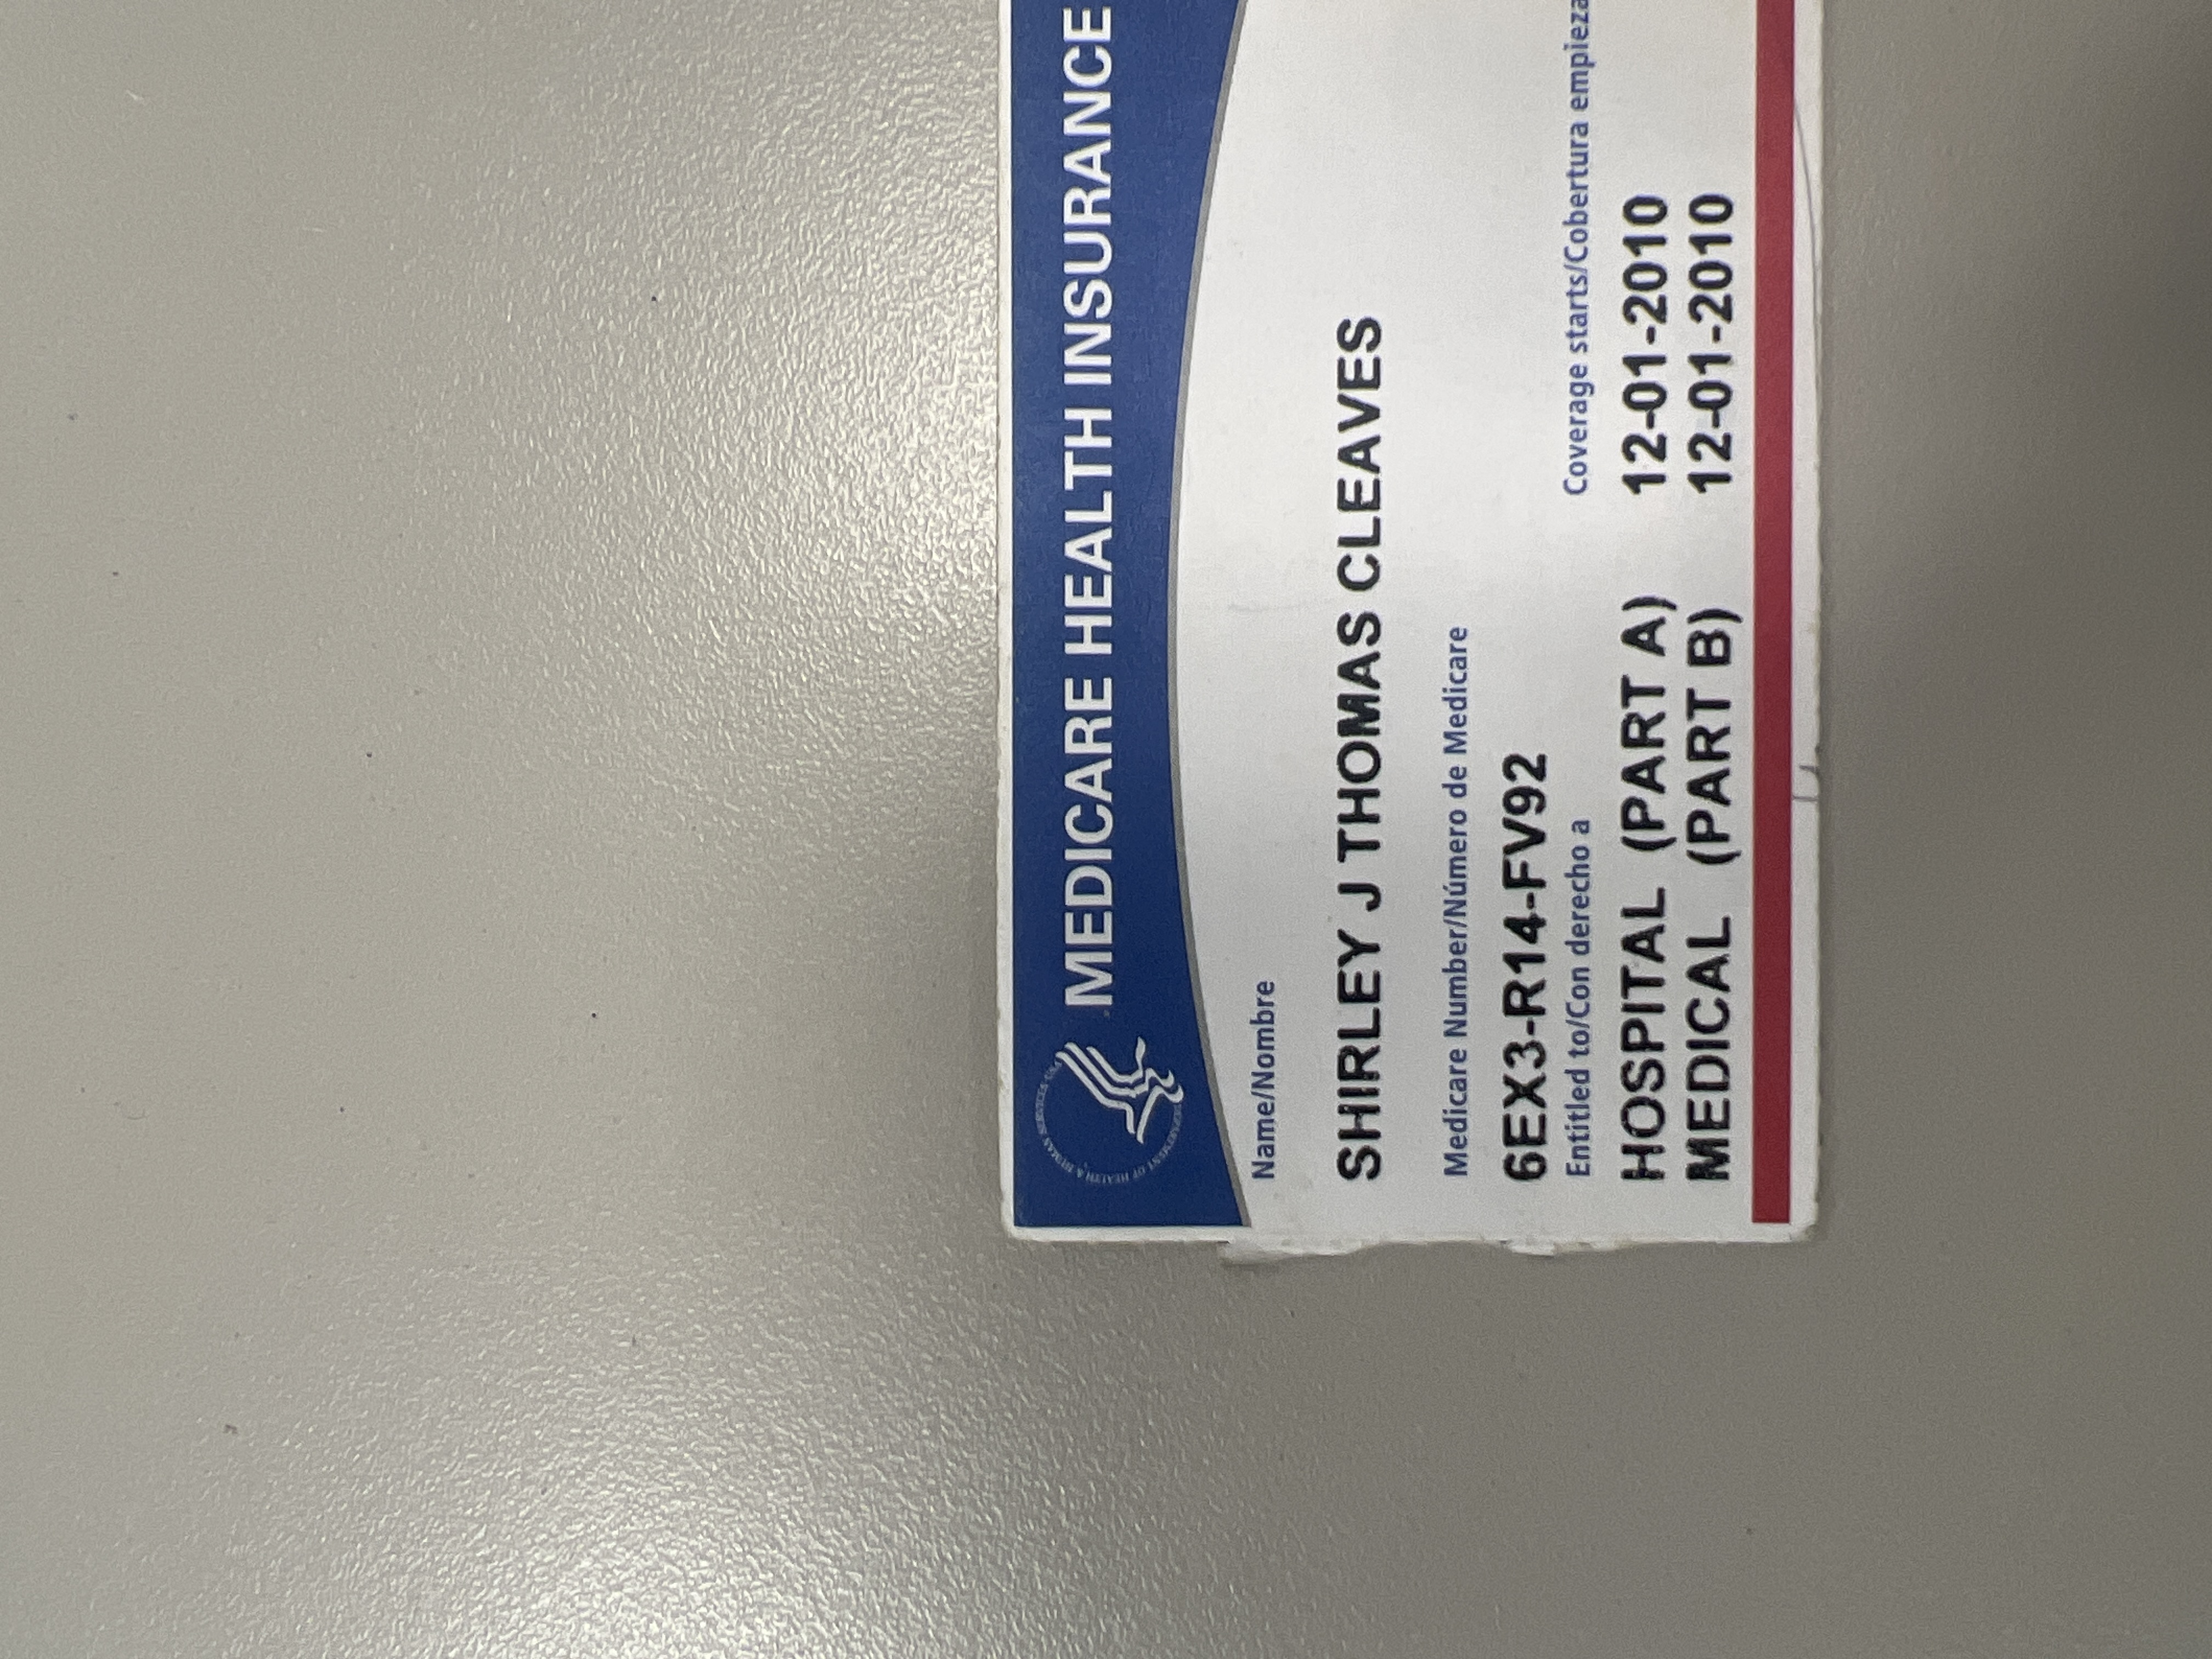 MEDICARE HEALTH INSURANCE
Name/Nombre
SHIRLEY J THOMAS CLEAVES
Medicare Number/Número de Medicare
6EX3-R14-FV92
Entitled to/Con derecho a Coverage starts/Cobertura empieza
HOSPITAL (PART A) 12-01-2010
MEDICAL (PART B) 12-01-2010